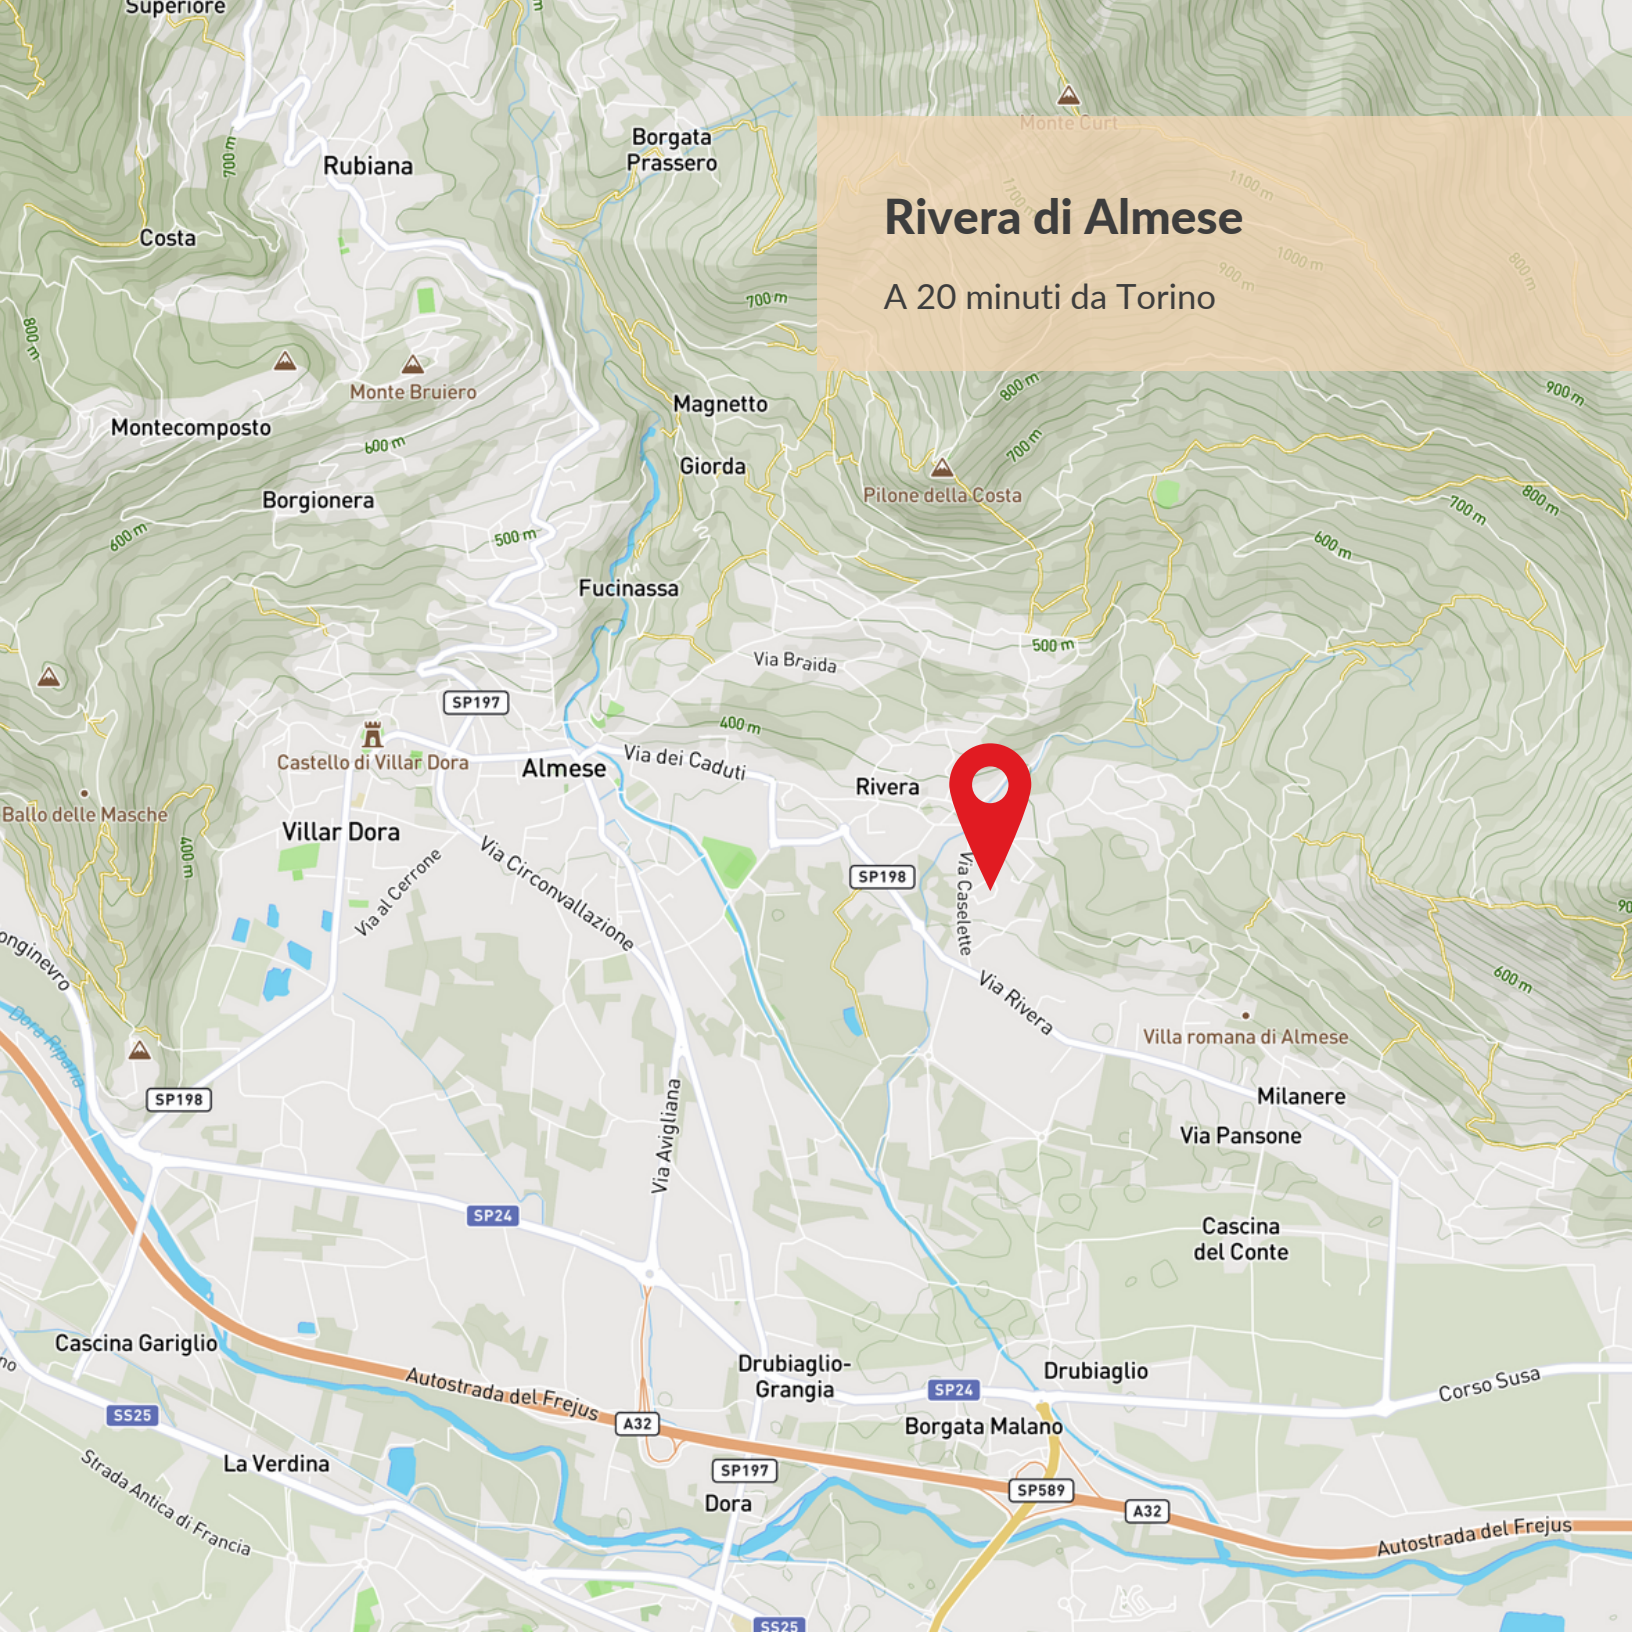 Superiore
Monte Curt
Borgata
Prassero
700 m
Rubiana
1100 m
1100 m
Rivera di Almese
Costa
1000 m
900 m
800 m
A 20 minuti da Torino
700 m
800 m
Monte Bruiero
800 m
900 m
Magnetto
Montecomposto
600 m
700 m
Giorda
Pilone della Costa
Borgionera
800 m
700 m
600 m
500 m
600 m
Fucinassa
500 m
Via Braida
SP197
400 m
Castello di Villar Dora
Almese
Via dei Caduti
Rivera
Ballo delle Masche
Villar Dora
400 m
Via al Cerrone
Via Circonvallazione
SP198
Via Caselette
90
onginevro
600 m
Via Rivera
Dora Riparia
Villa romana di Almese
SP198
Milanere
Via Pansone
Via Avigliana
SP24
Cascina
del Conte
Cascina Gariglio
no
Drubiaglio-
Grangia
Drubiaglio
SP24
Corso Susa
Autostrada del Frejus
SS25
A32
Borgata Malano
La Verdina
SP197
Strada Antica di Francia
Dora
SP589
A32
Autostrada del Frejus
SS25